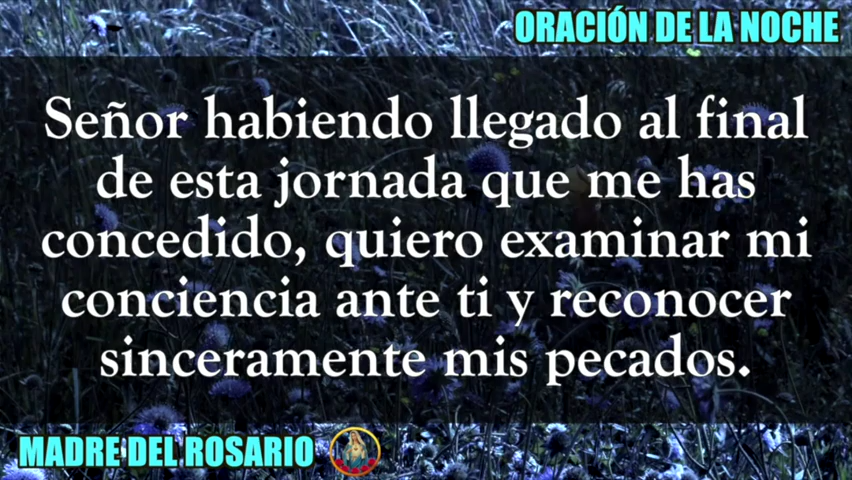 ORACIÓN DE LA NOCHE
Señor habiendo llegado al final
de esta jornada que me has
concedido, quiero examinar mi
conciencia ante ti y reconocer
sinceramente mis pecados.
MADRE DEL ROSARIO